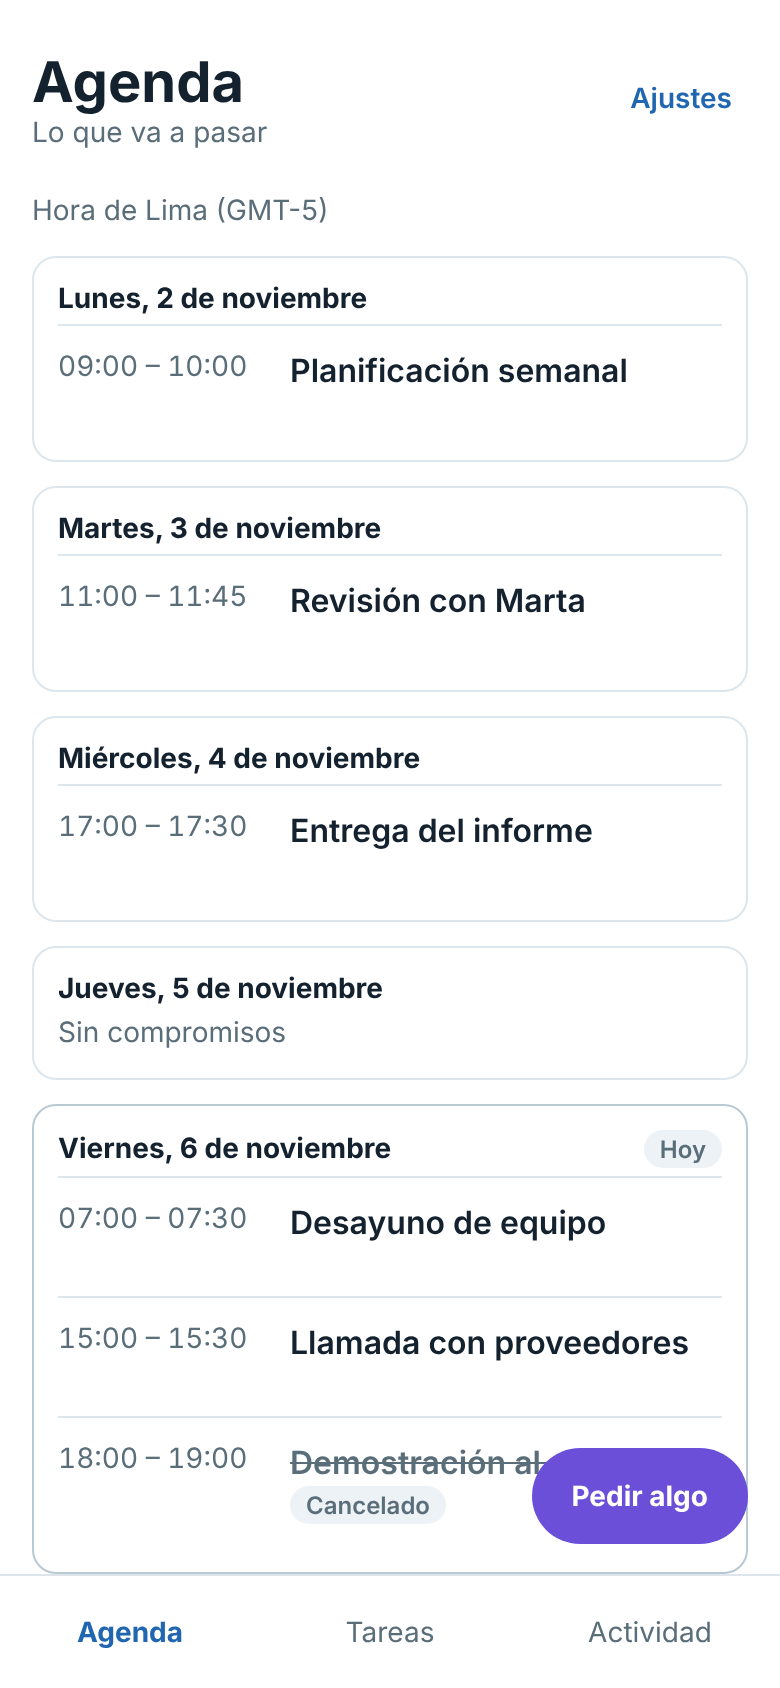 Agenda
Ajustes
Lo que va a pasar
Hora de Lima (GMT-5)
Lunes, 2 de noviembre
09:00 – 10:00 Planificación semanal
Martes, 3 de noviembre
11:00 – 11:45 Revisión con Marta
Miércoles, 4 de noviembre
17:00 – 17:30 Entrega del informe
Jueves, 5 de noviembre
Sin compromisos
Viernes, 6 de noviembre Hoy
07:00 – 07:30 Desayuno de equipo
15:00 – 15:30 Llamada con proveedores
18:00 – 19:00 Demostración al
Cancelado
Pedir algo
Agenda Tareas Actividad